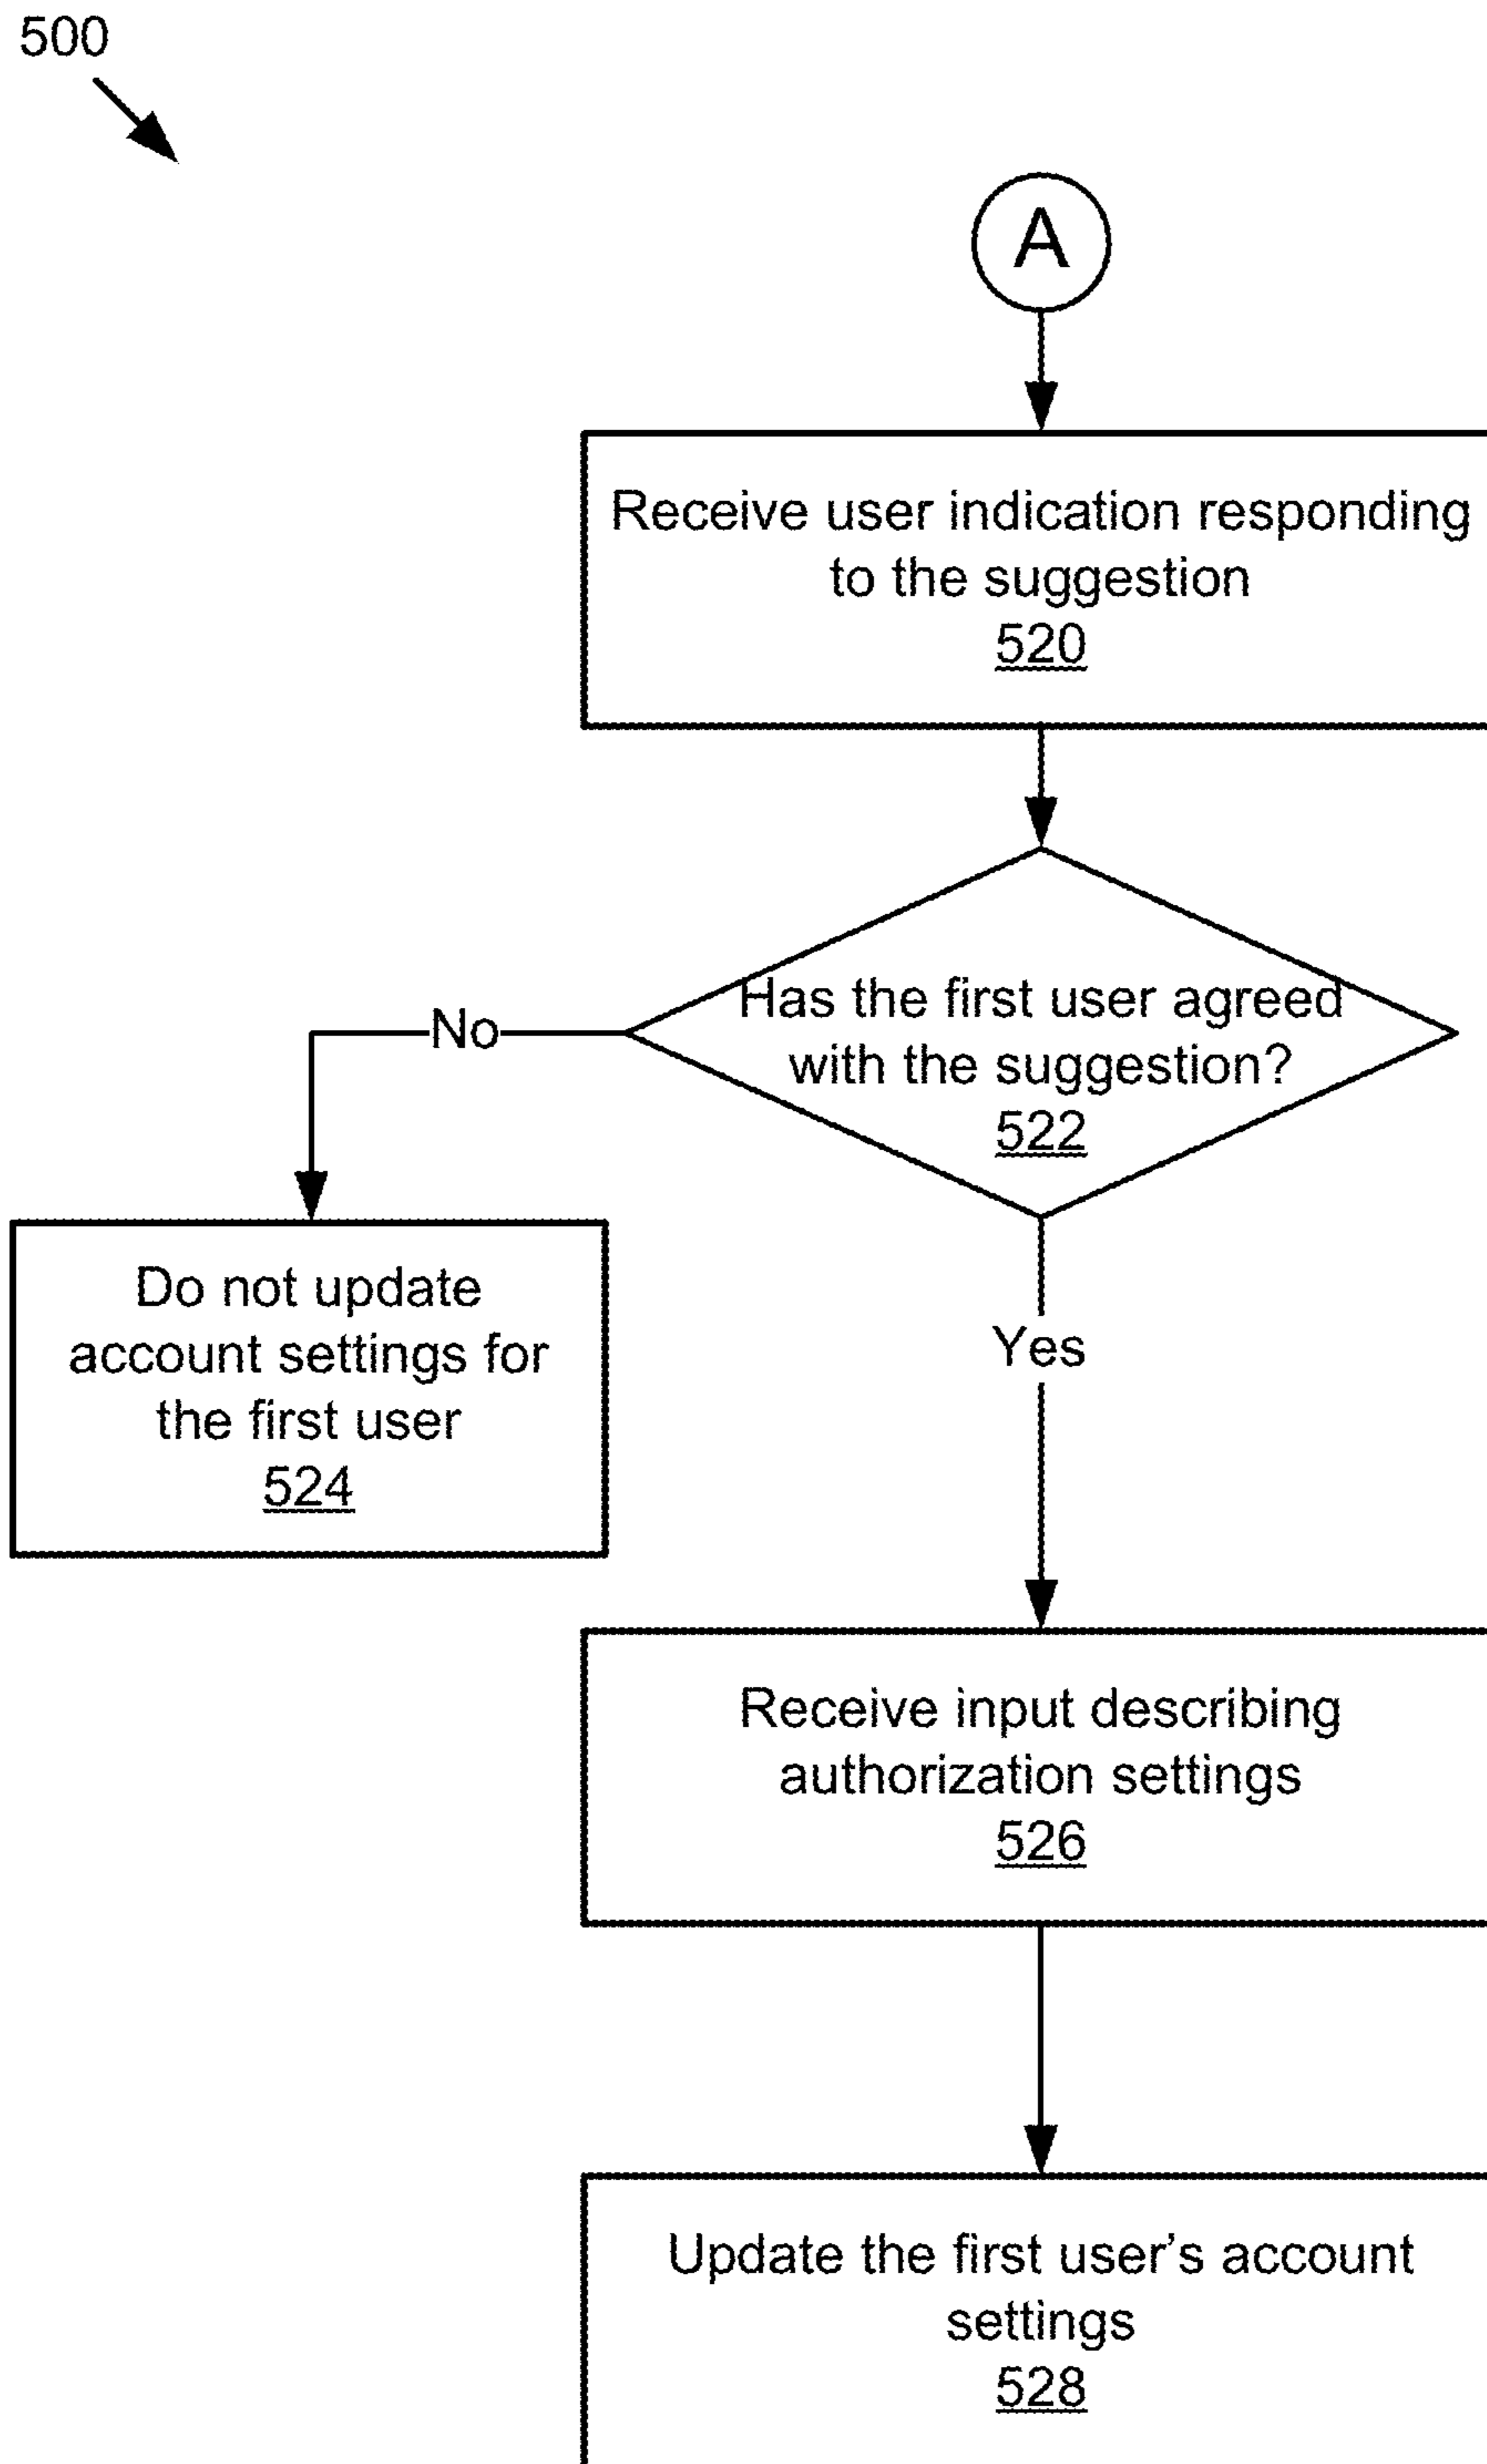 500
A
Receive user indication responding
to the suggestion
520
Has the first user agreed
with the suggestion?
522
No
Do not update
account settings for
the first user
524
Yes
Receive input describing
authorization settings
526
Update the first user's account
settings
528